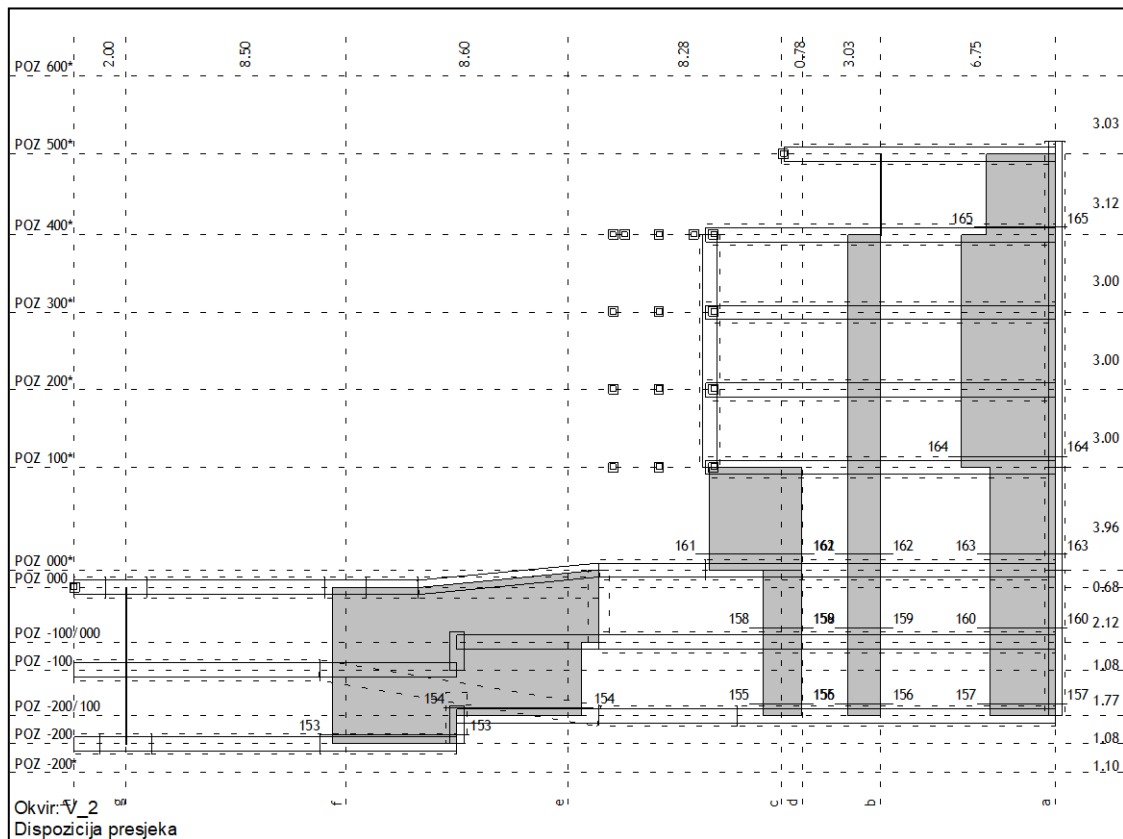 2.00 8.50 8.60 8.28 0.78 3.03 6.75
POZ 600*
3.03
POZ 500*
3.12
POZ 400* 165 165
3.00
POZ 300*
3.00
POZ 200*
3.00
POZ 100* 164 164
3.96
161 162 163 163
POZ 000*
POZ 000 0.68
158 159 160 160
2.12
POZ -100/000
POZ -100 1.08
154 154 155 156 157 157
1.77
POZ -200/100
153 153
POZ -200 1.08
POZ -200* 1.10
g f e c d b a
Okvir: V_2
Dispozicija presjeka